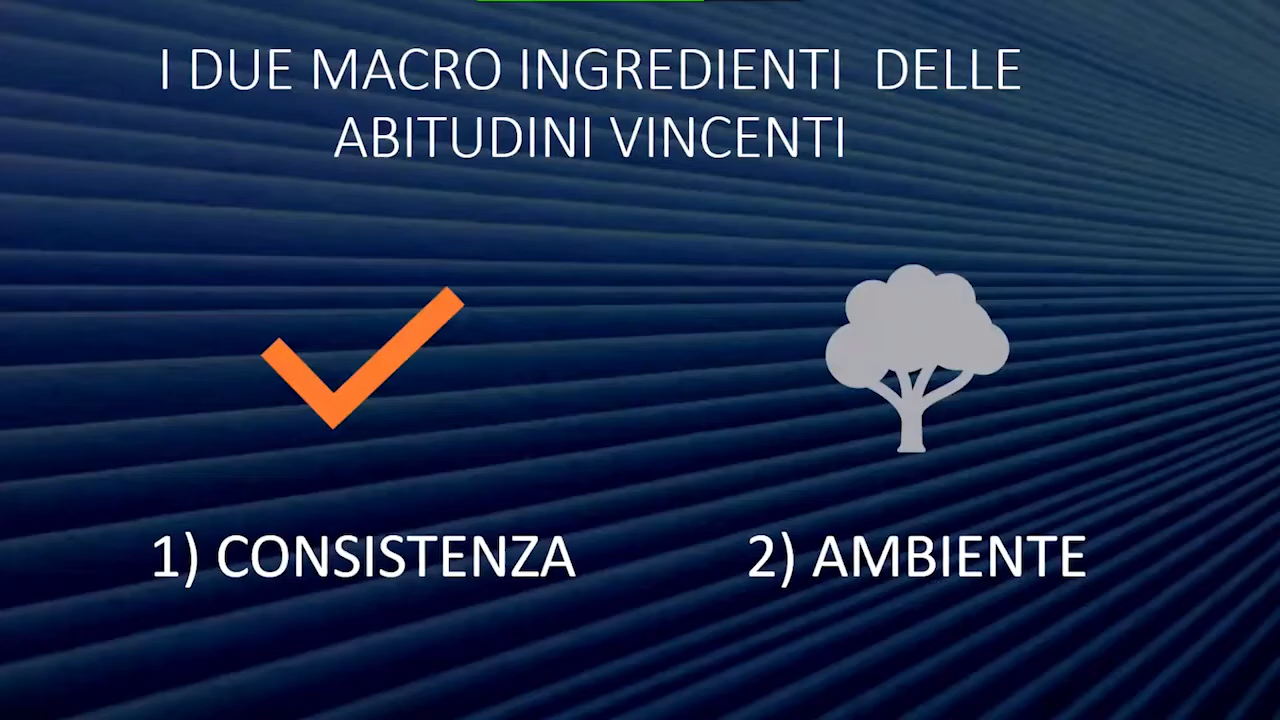 I DUE MACRO INGREDIENTI DELLE
ABITUDINI VINCENTI
1) CONSISTENZA
2) AMBIENTE